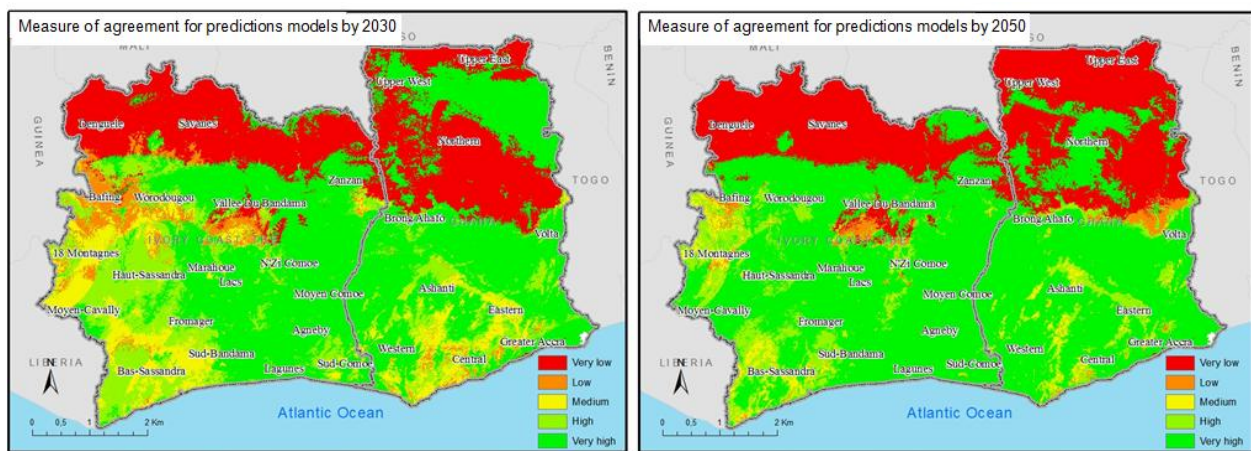 Measure of agreement for predictions models by 2030
MALI
GUINEA
BENIN
TOGO
LIBERIA
Upper East
Upper West
Denguele
Savanes
Northern
Zanzan
Bafing
Worodougou
Vallee Du Bandama
Brong Ahafo
Volta
IVORY COAST
18 Montagnes
Haut-Sassandra
Marahoue
Lacs
N'Zi Comoe
Ashanti
Moyen-Cavally
Moyen Comoe
Eastern
Fromager
Agneby
Western
Greater Accra
Sud-Bandama
Central
Bas-Sassandra
Lagunes
Sud-Comoe
Atlantic Ocean
N
0 0,5 1 2 Km
Very low
Low
Medium
High
Very high
Measure of agreement for predictions models by 2050
MALI
GUINEA
BENIN
TOGO
LIBERIA
Upper East
Upper West
Denguele
Savanes
Northern
Zanzan
Bafing
Worodougou
Vallee Du Bandama
Brong Ahafo
Volta
IVORY COAST
18 Montagnes
Haut-Sassandra
Marahoue
Lacs
N'Zi Comoe
Ashanti
Moyen-Cavally
Moyen Comoe
Eastern
Fromager
Agneby
Western
Greater Accra
Sud-Bandama
Central
Bas-Sassandra
Lagunes
Sud-Comoe
Atlantic Ocean
N
0 0,5 1 2 Km
Very low
Low
Medium
High
Very high